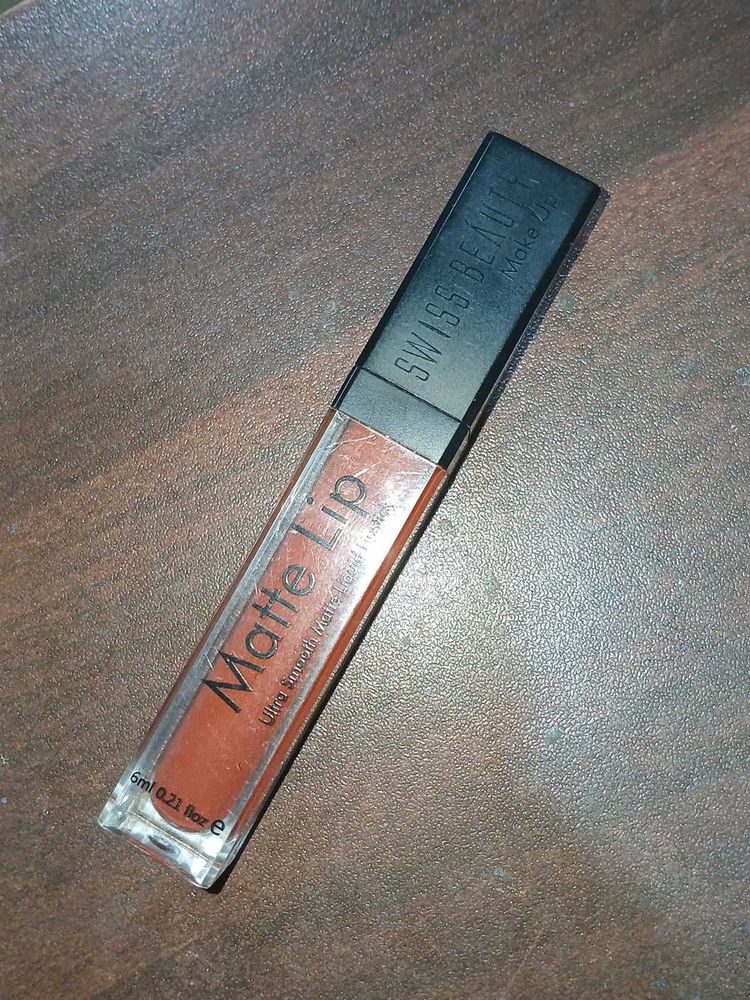 SWISS BEAUTY
Make Up
Matte Lip
Ultra Smooth Matte Liquid Lipstick
6ml 0.21 floz e